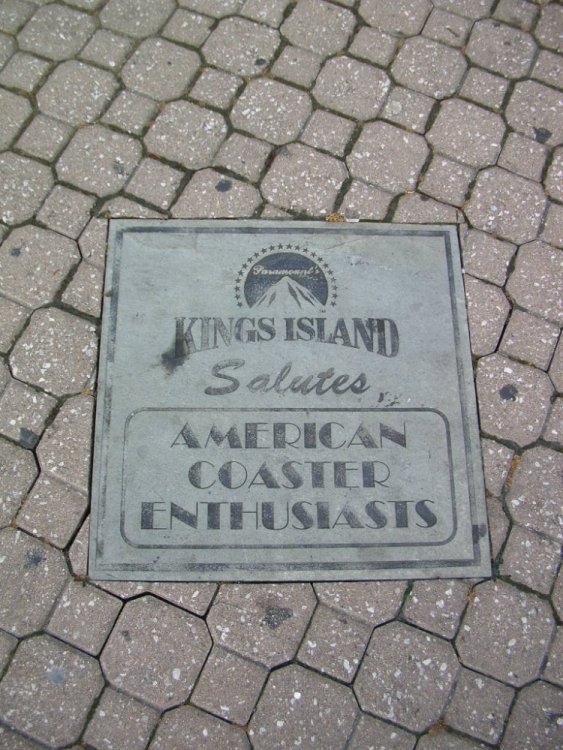 Paramount's
KINGS ISLAND
Salutes
AMERICAN
COASTER
ENTHUSIASTS